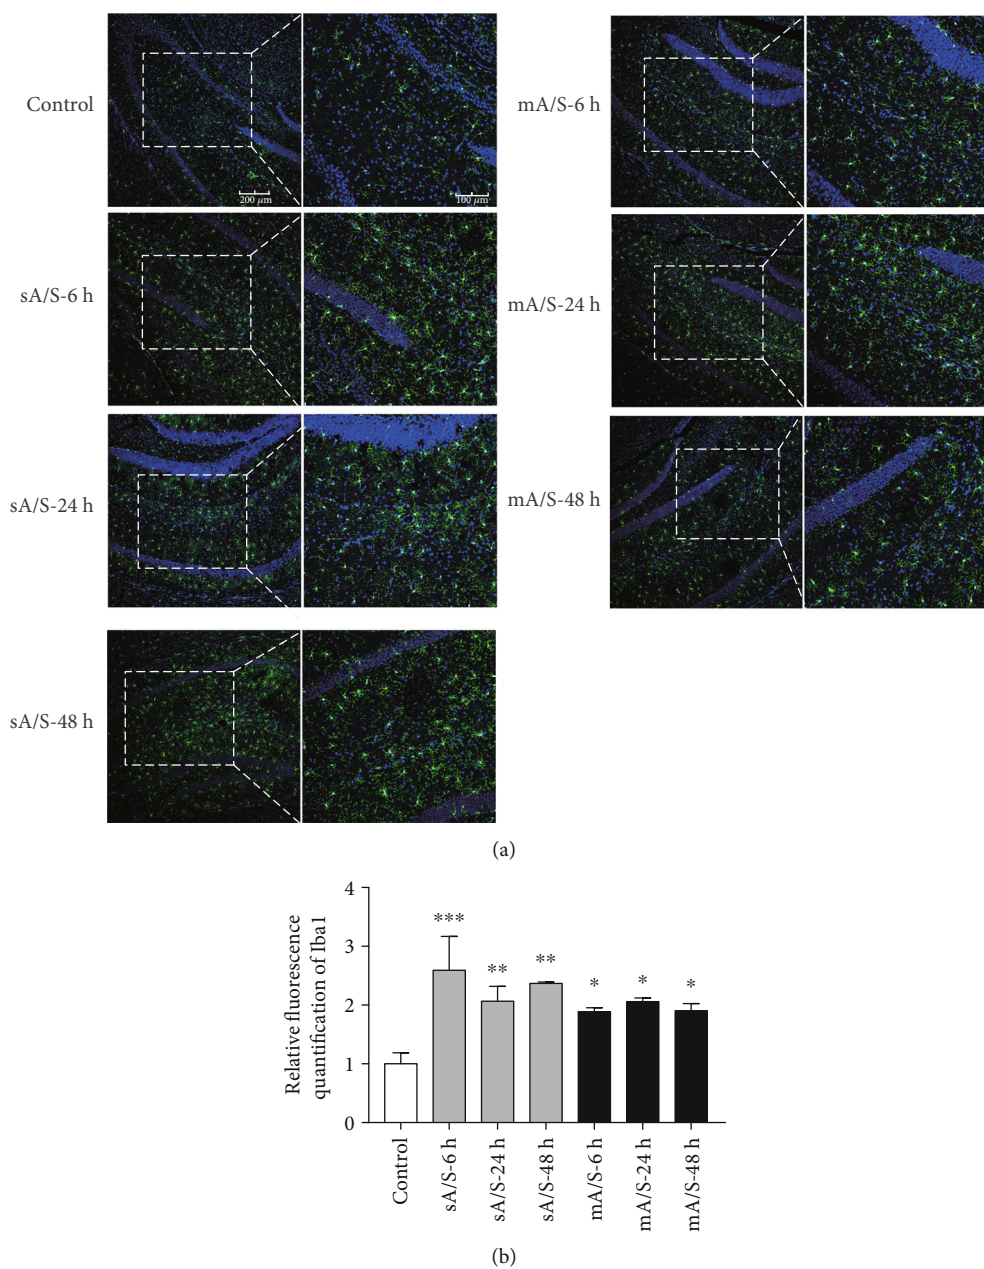 Control
200 μm
100 μm
mA/S-6 h
sA/S-6 h
mA/S-24 h
sA/S-24 h
mA/S-48 h
sA/S-48 h
(a)
Relative fluorescence
quantification of Iba1
4
3
2
1
0
***
**
**
*
*
*
Control
sA/S-6 h
sA/S-24 h
sA/S-48 h
mA/S-6 h
mA/S-24 h
mA/S-48 h
(b)